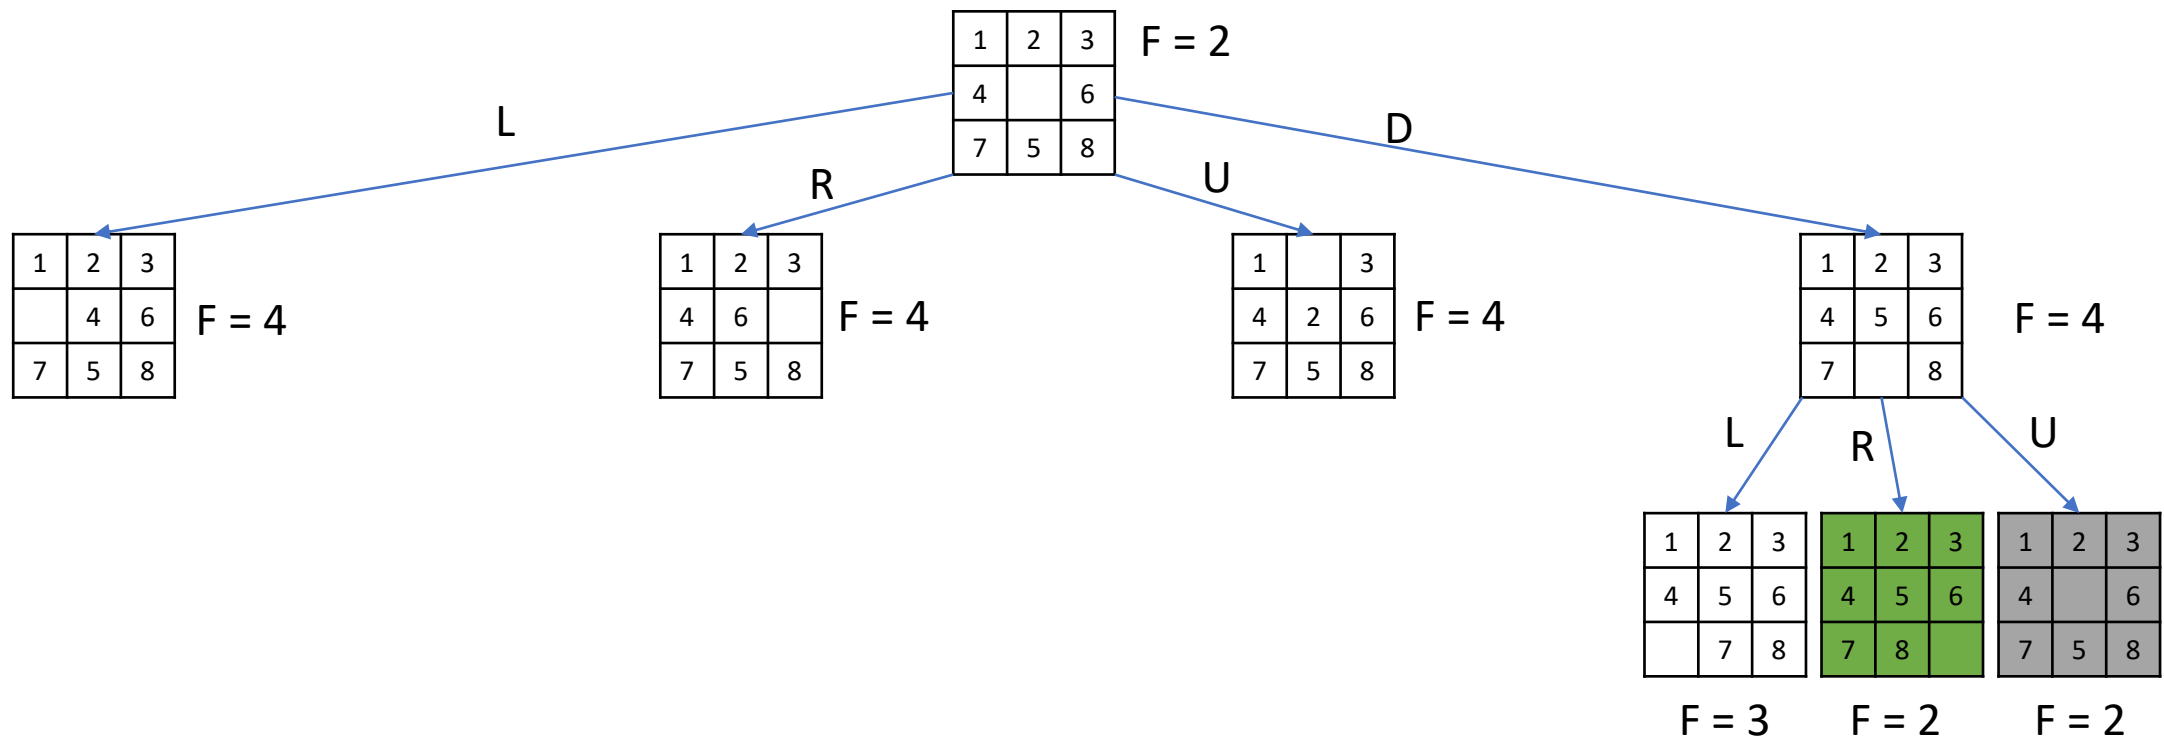 1 2 3
F = 2
4 6
7 5 8
L
R
U
D
1 2 3
4 6
7 5 8
F = 4
1 2 3
4 6
7 5 8
F = 4
1 3
4 2 6
7 5 8
F = 4
1 2 3
4 5 6
7 8
F = 4
L
R
U
1 2 3
4 5 6
7 8
F = 3
1 2 3
4 5 6
7 8
F = 2
1 2 3
4 6
7 5 8
F = 2